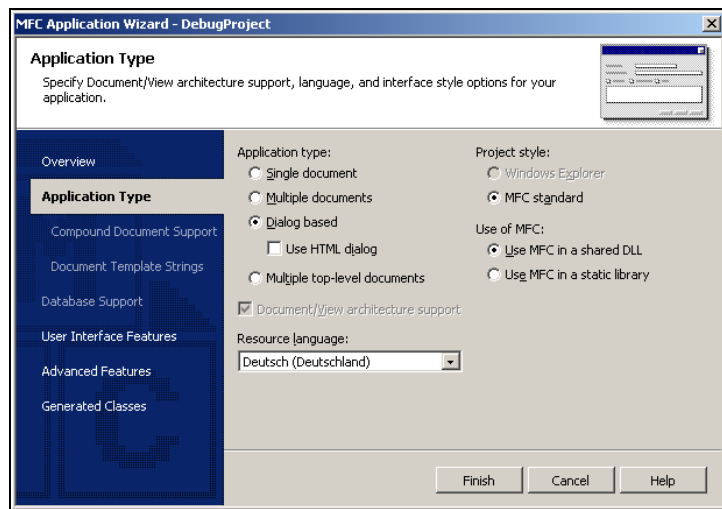 MFC Application Wizard - DebugProject
Application Type
Specify Document/View architecture support, language, and interface style options for your
application.
Overview
Application Type
Compound Document Support
Document Template Strings
Database Support
User Interface Features
Advanced Features
Generated Classes
Application type:
Single document
Multiple documents
Dialog based
Use HTML dialog
Multiple top-level documents
Document/View architecture support
Resource language:
Deutsch (Deutschland)
Project style:
Windows Explorer
MFC standard
Use of MFC:
Use MFC in a shared DLL
Use MFC in a static library
Finish
Cancel
Help